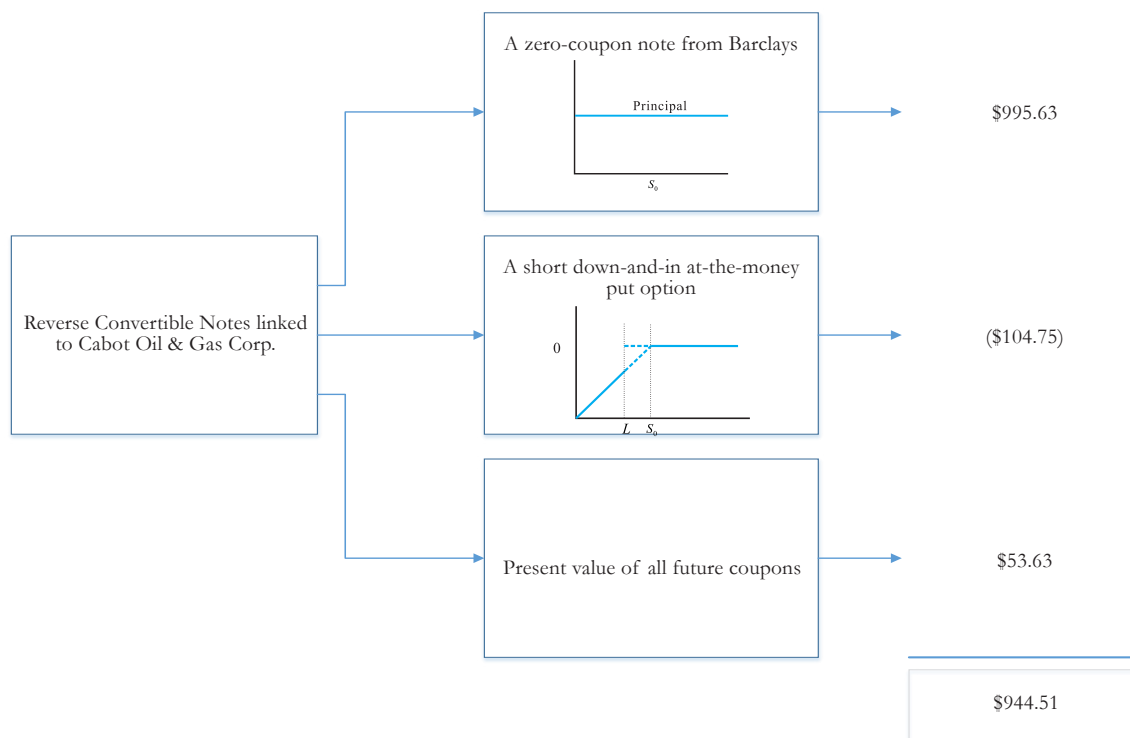 A zero-coupon note from Barclays
Principal
S₀
$995.63
Reverse Convertible Notes linked
to Cabot Oil & Gas Corp.
A short down-and-in at-the-money
put option
0
L S₀
($104.75)
Present value of all future coupons
$53.63
$944.51